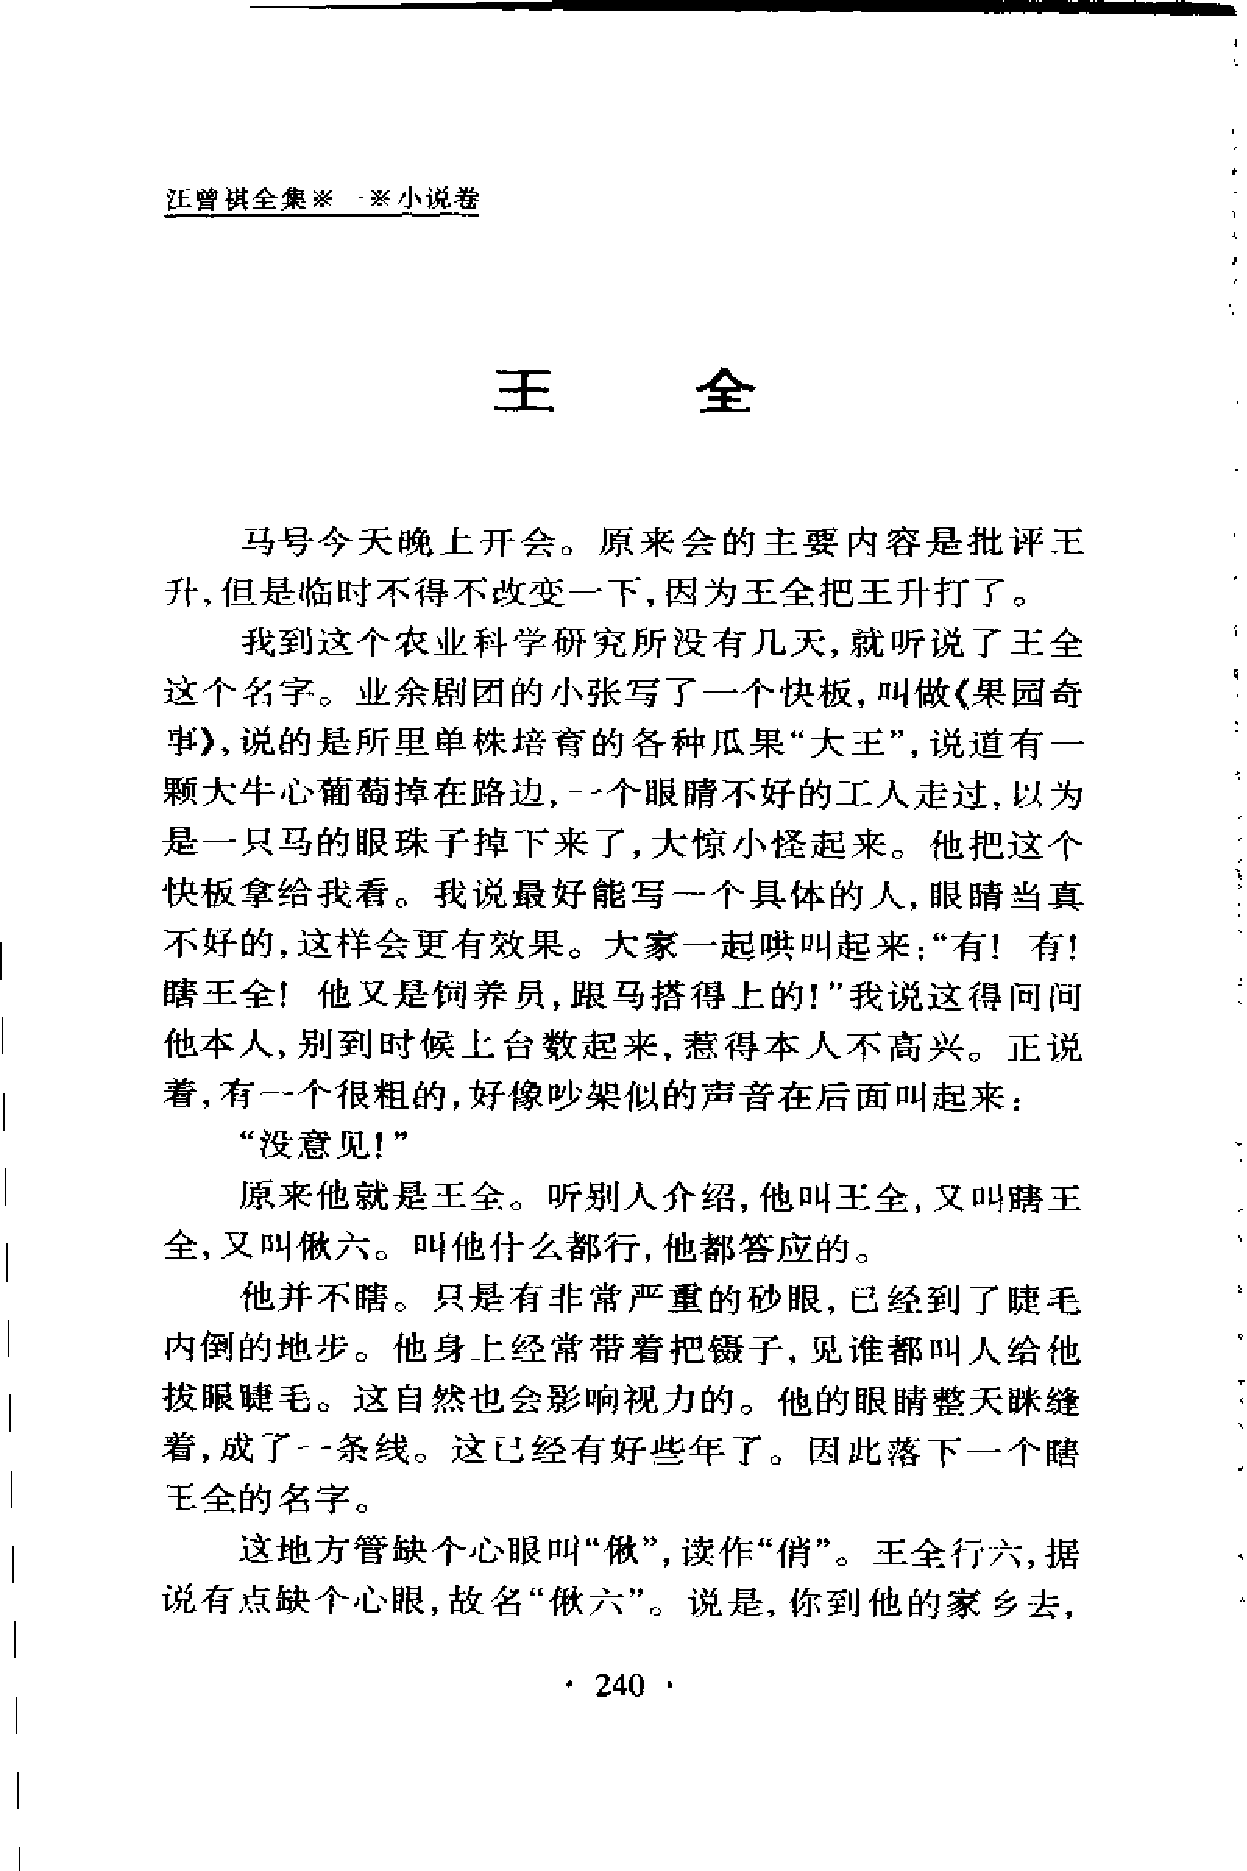 汪曾祺全集※一※小说卷
王 全
马号今天晚上开会。原来会的主要内容是批评王
升,但是临时不得不改变一下,因为王全把王升打了。
我到这个农业科学研究所没有几天,就听说了王全
这个名字。业余剧团的小张写了一个快板,叫做《果园奇
事》,说的是所里单株培育的各种瓜果“大王”,说道有一
颗大牛心葡萄掉在路边,一个眼睛不好的工人走过,以为
是一只马的眼珠子掉下来了,大惊小怪起来。他把这个
快板拿给我看。我说最好能写一个具体的人,眼睛当真
不好的,这样会更有效果。大家一起哄叫起来:“有! 有!
瞎王全! 他又是饲养员,跟马搭得上的!”我说这得问问
他本人,别到时候上台数起来,惹得本人不高兴。正说
着,有一个很粗的,好像吵架似的声音在后面叫起来:
“没意见!”
原来他就是王全。听别人介绍,他叫王全,又叫瞎王
全,又叫偢六。叫他什么都行,他都答应的。
他并不瞎。只是有非常严重的砂眼,已经到了睫毛
内倒的地步。他身上经常带着把镊子,见谁都叫人给他
拔眼睫毛。这自然也会影响视力的。他的眼睛整天眯缝
着,成了一条线。这已经有好些年了。因此落下一个瞎
王全的名字。
这地方管缺个心眼叫“偢”,读作“俏”。王全行六,据
说有点缺个心眼,故名“偢六”。说是,你到他的家乡去,
· 240 ·